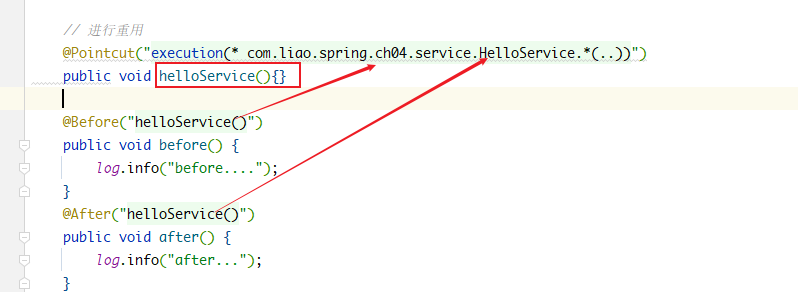 // 进行重用
@Pointcut("execution(* com.liao.spring.ch04.service.HelloService.*(..))")
public void helloService(){}
@Before("helloService()")
public void before() {
log.info("before....");
}
@After("helloService()")
public void after() {
log.info("after...");
}